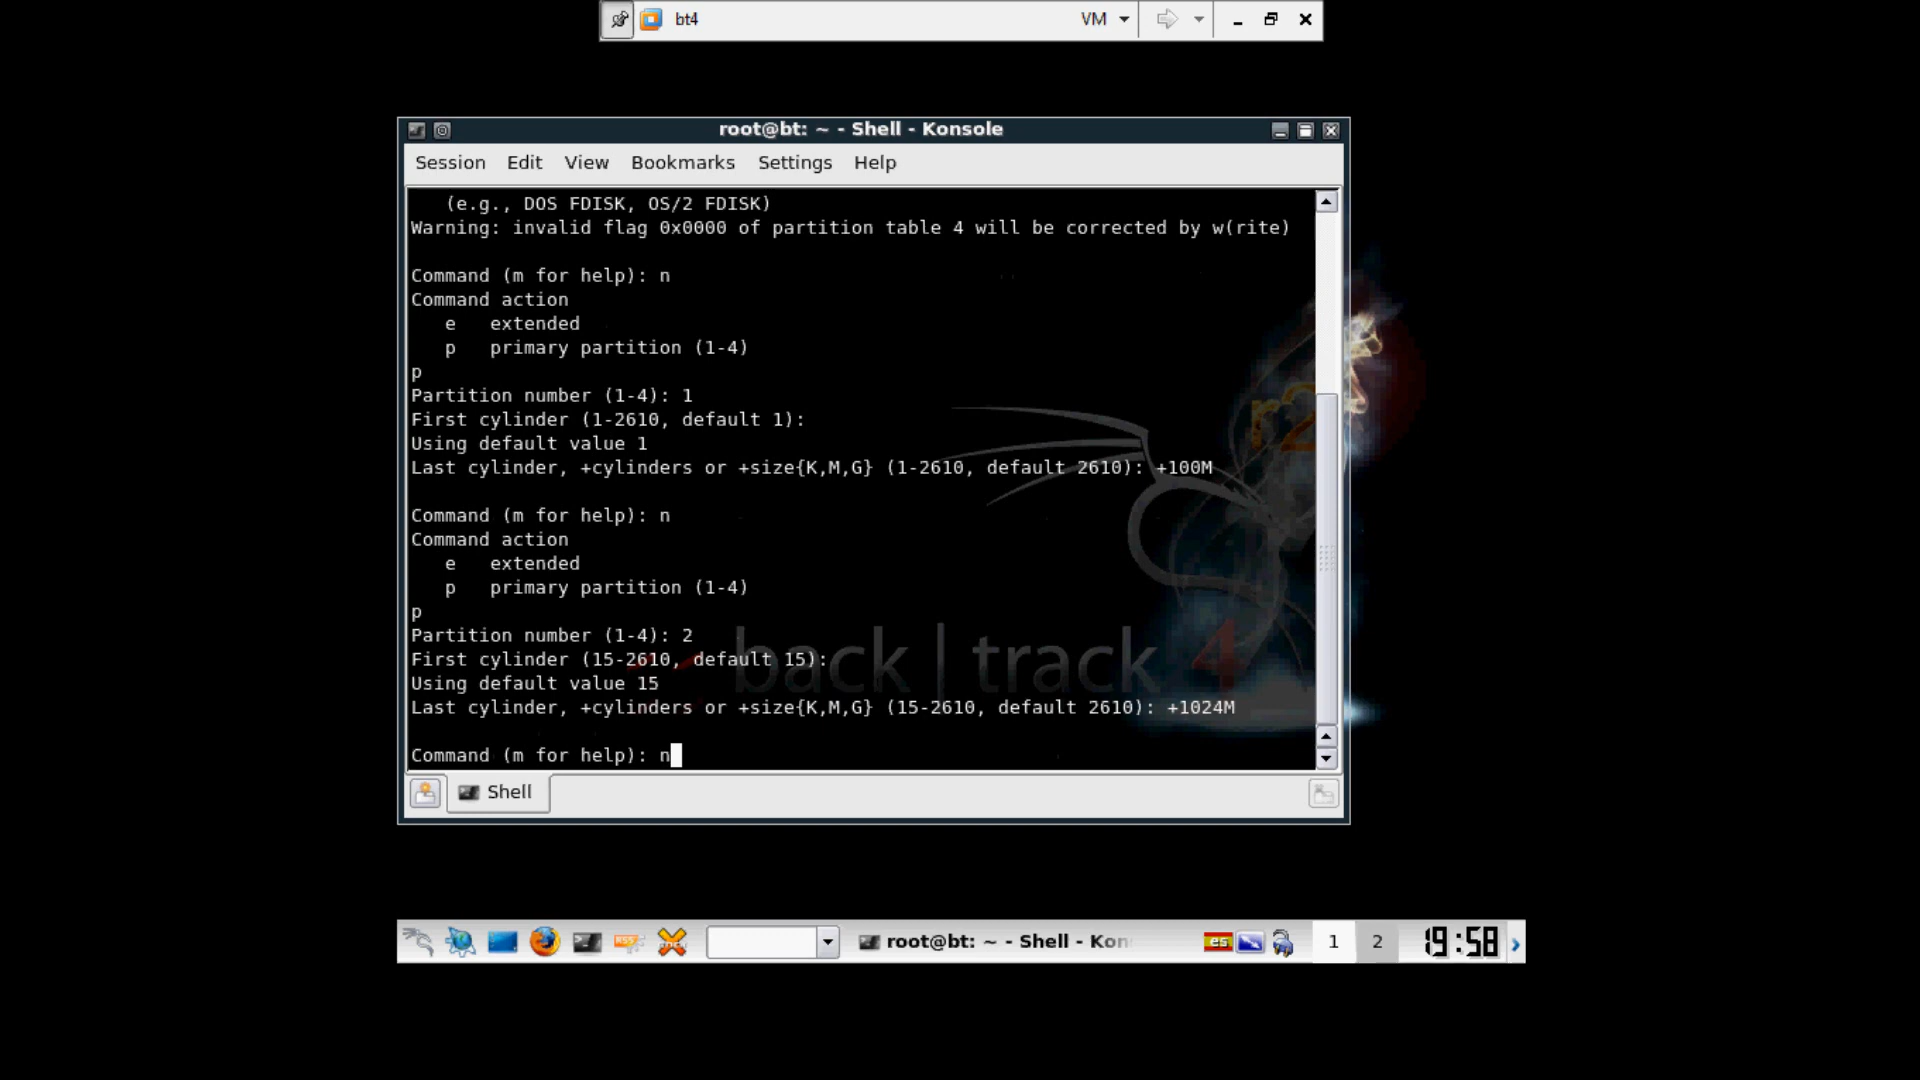 bt4
VM
root@bt: ~ - Shell - Konsole
Session Edit View Bookmarks Settings Help
(e.g., DOS FDISK, OS/2 FDISK)
Warning: invalid flag 0x0000 of partition table 4 will be corrected by w(rite)
Command (m for help): n
Command action
e extended
p primary partition (1-4)
p
Partition number (1-4): 1
First cylinder (1-2610, default 1):
Using default value 1
Last cylinder, +cylinders or +size{K,M,G} (1-2610, default 2610): +100M
Command (m for help): n
Command action
e extended
p primary partition (1-4)
p
Partition number (1-4): 2
First cylinder (15-2610, default 15):
Using default value 15
Last cylinder, +cylinders or +size{K,M,G} (15-2610, default 2610): +1024M
Command (m for help): n
back | track 4
Shell
root@bt: ~ - Shell - Kon
es
1
2
19:58